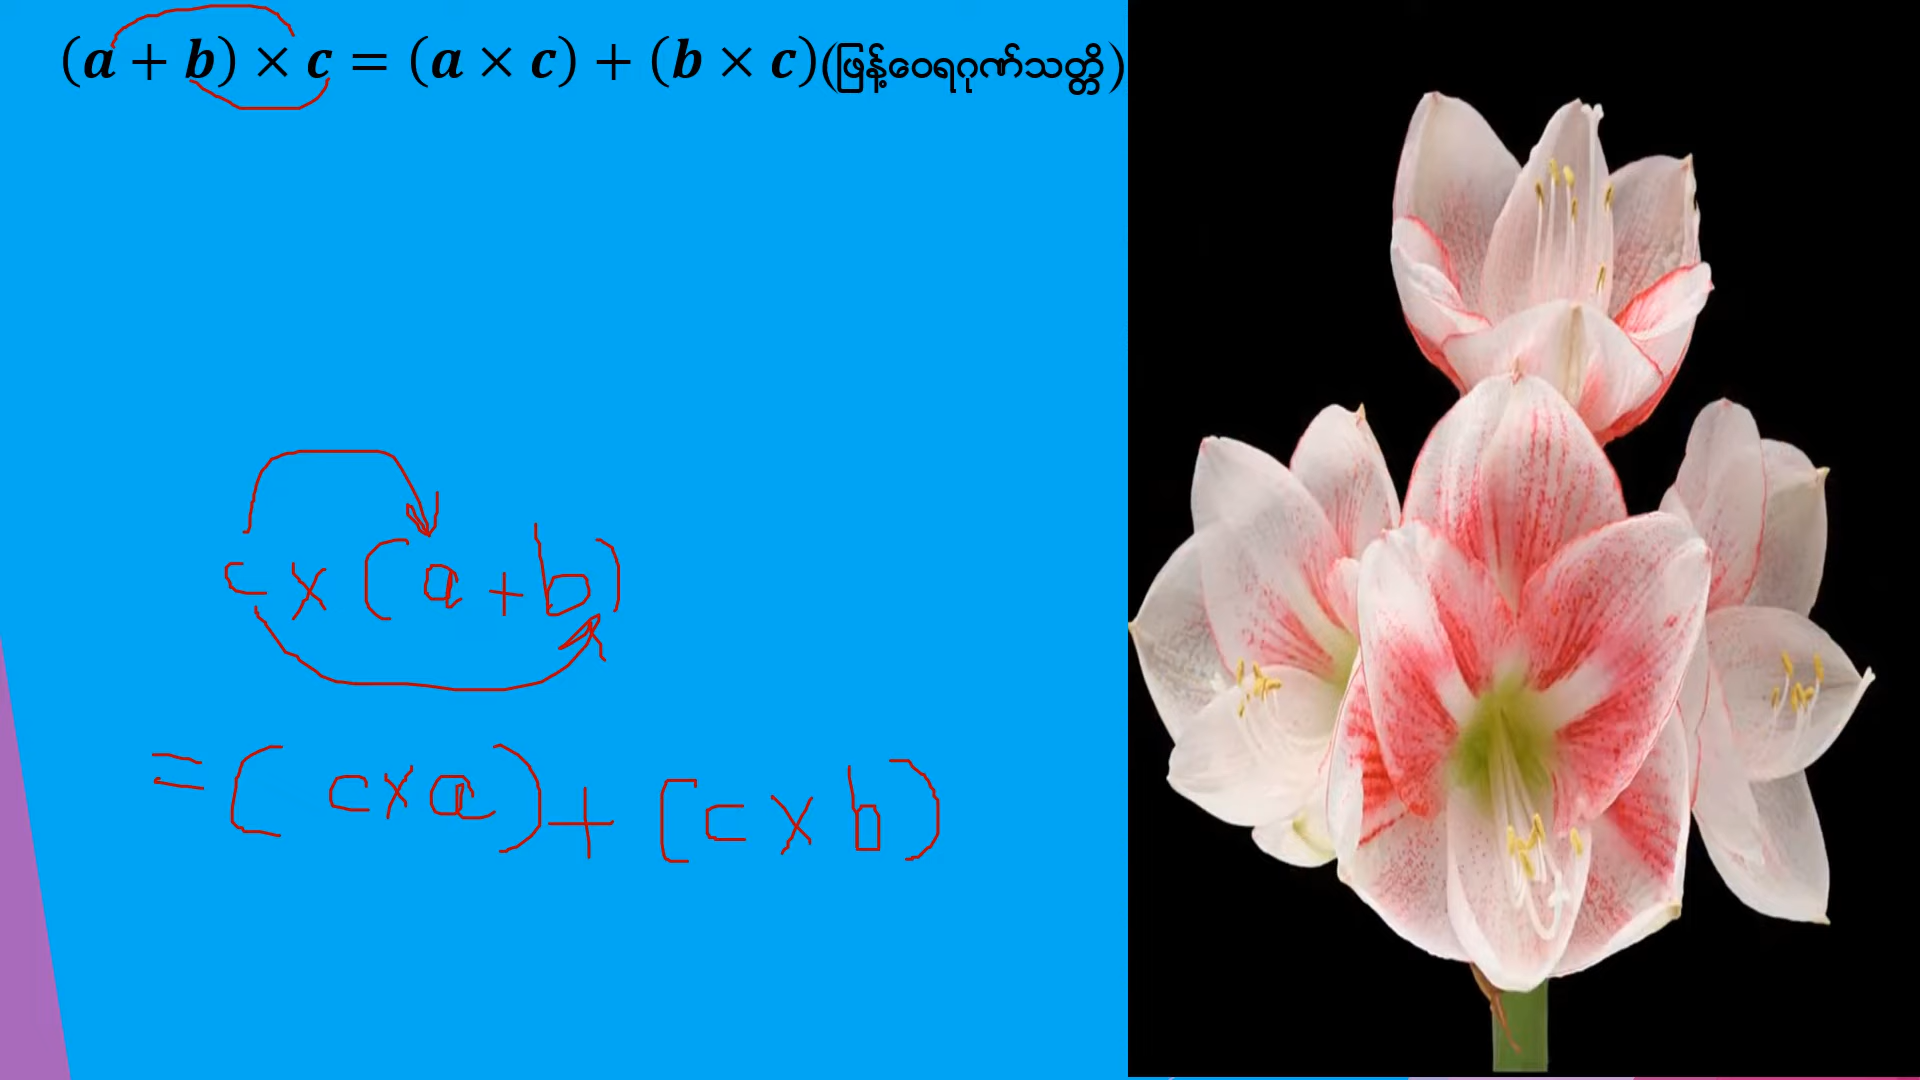 (a + b) × c = (a × c) + (b × c)(ဖြန့်ဝေရဂုဏ်သတ္တိ)
c × (a + b)
= (c × a) + (c × b)